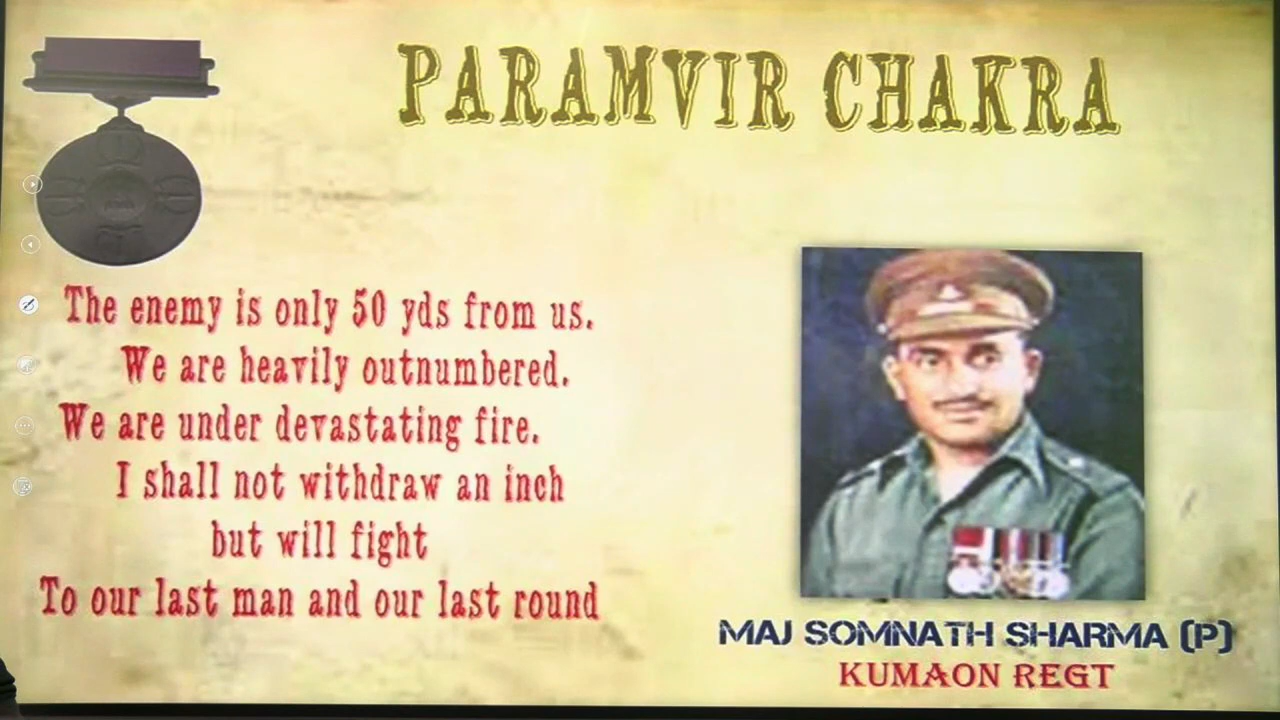 PARAMVIR CHAKRA
The enemy is only 50 yds from us.
We are heavily outnumbered.
We are under devastating fire.
I shall not withdraw an inch
but will fight
To our last man and our last round
MAJ SOMNATH SHARMA (P)
KUMAON REGT